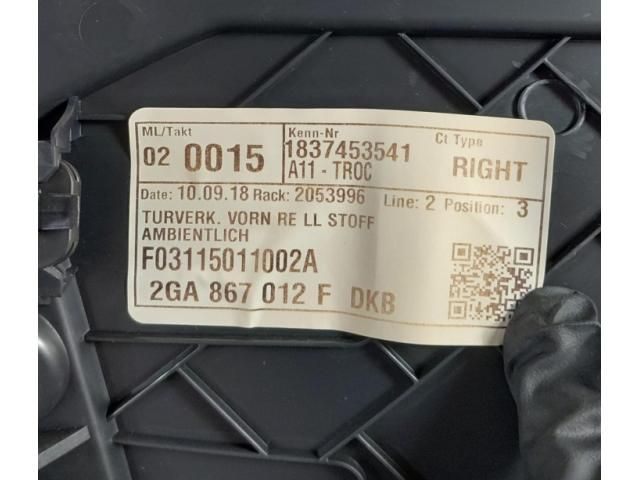 ML/Takt
02 0015
Kenn-Nr
1837453541
A11 - TROC
Ct Type
RIGHT
Date: 10.09.18 Rack: 2053996 Line: 2 Position: 3
TURVERK. VORN RE LL STOFF
AMBIENTLICH
F03115011002A
2GA 867 012 F DKB